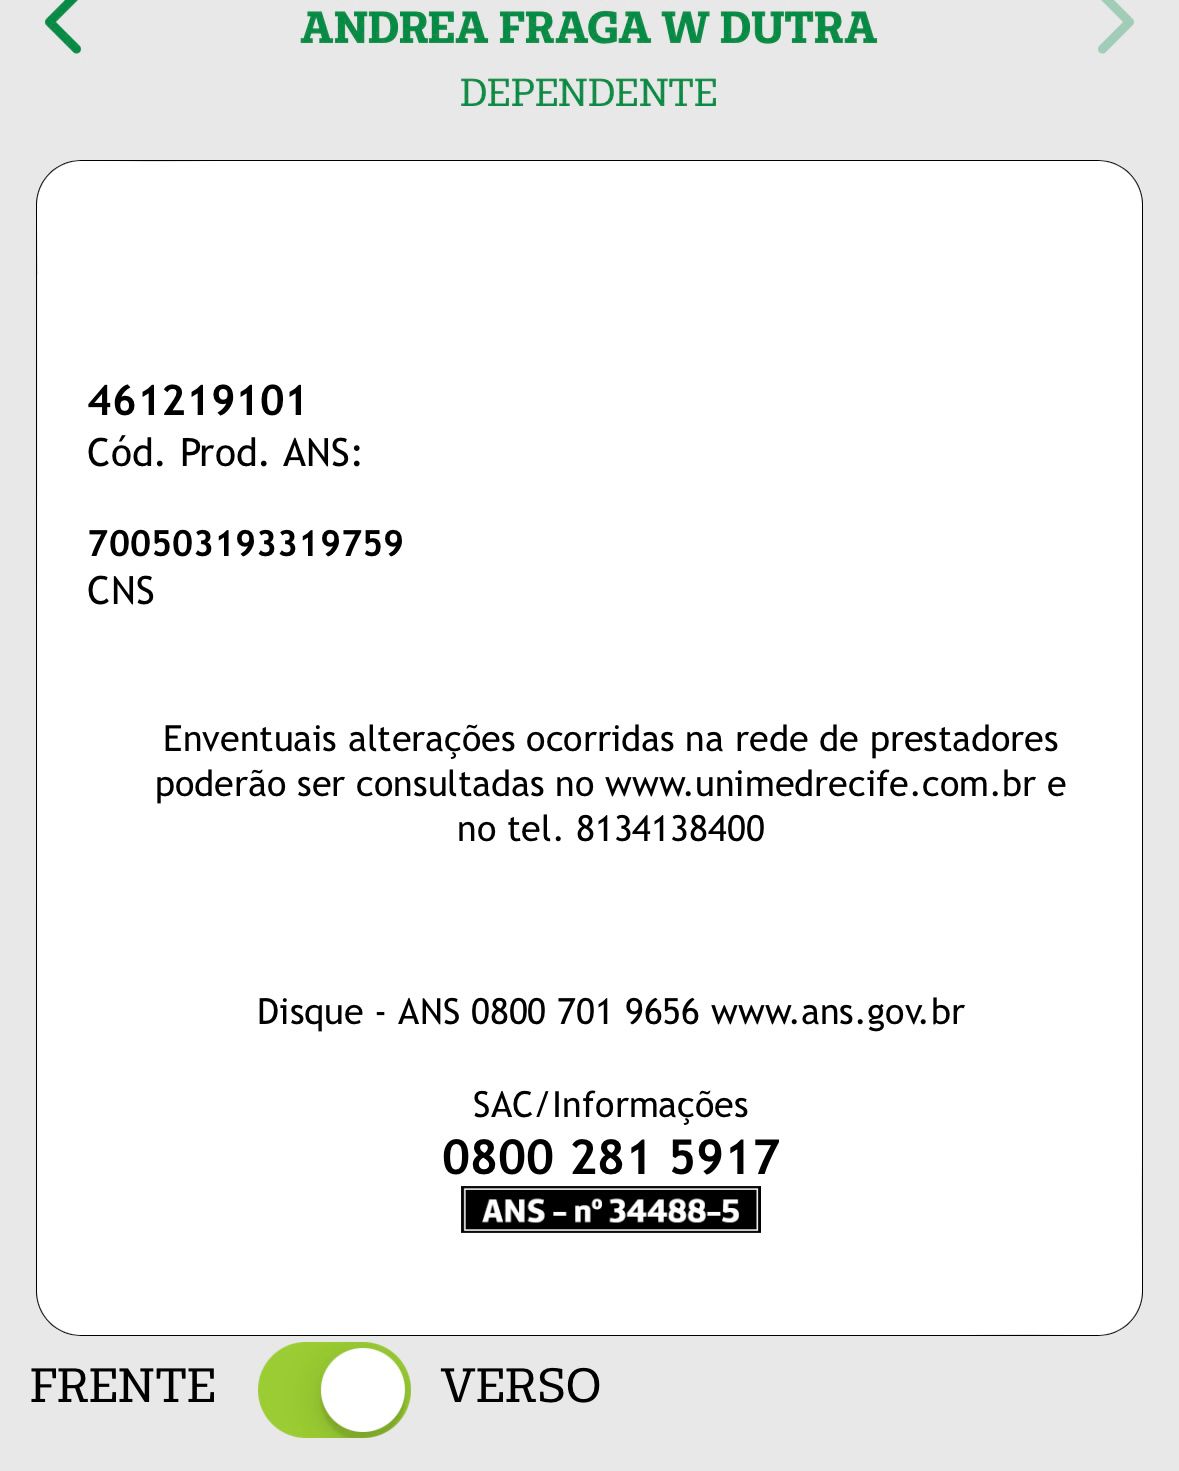 ANDREA FRAGA W DUTRA
DEPENDENTE
461219101
Cód. Prod. ANS:
700503193319759
CNS
Enventuais alterações ocorridas na rede de prestadores
poderão ser consultadas no www.unimedrecife.com.br e
no tel. 8134138400
Disque - ANS 0800 701 9656 www.ans.gov.br
SAC/Informações
0800 281 5917
ANS - nº 34488-5
FRENTE VERSO